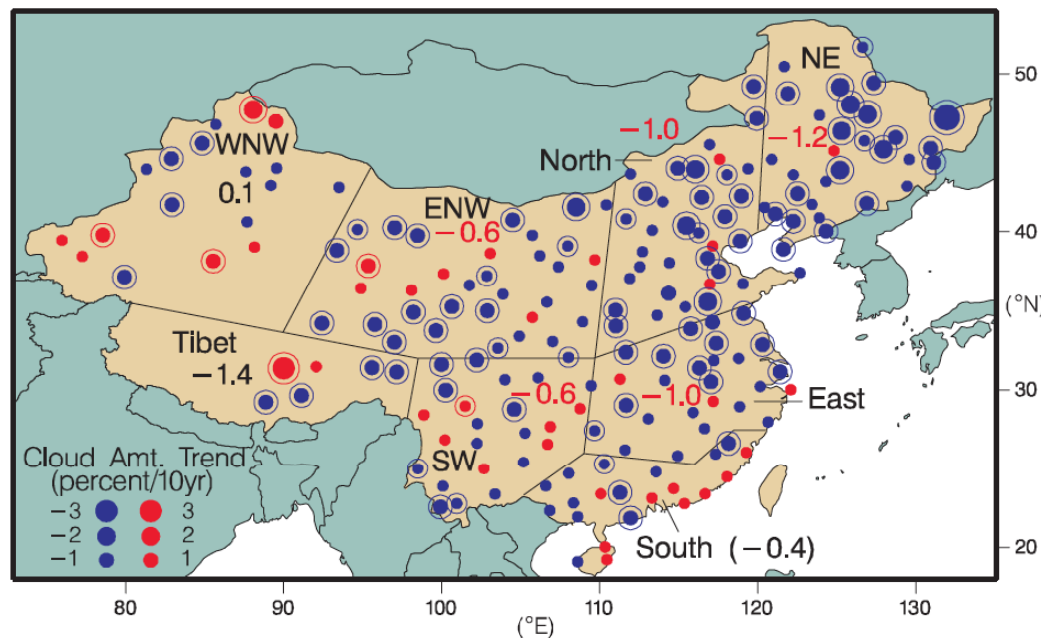 NE
50
-1.0
-1.2
North
WNW
0.1
ENW
-0.6
40
(°N)
Tibet
-1.4
-0.6
-1.0
30
East
SW
Cloud Amt. Trend
(percent/10yr)
-3 3
-2 2
-1 1
South (-0.4)
20
80 90 100 110 120 130
(°E)